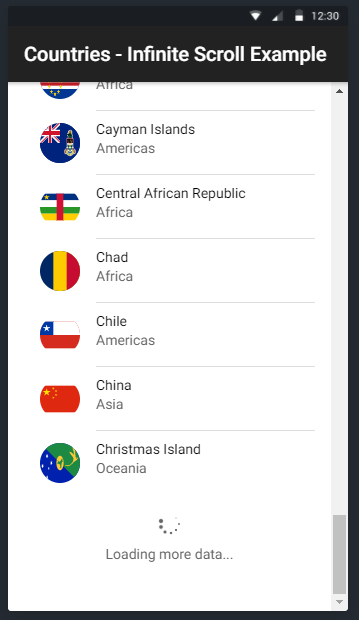 12:30
Countries - Infinite Scroll Example
Africa
Cayman Islands
Americas
Central African Republic
Africa
Chad
Africa
Chile
Americas
China
Asia
Christmas Island
Oceania
Loading more data...